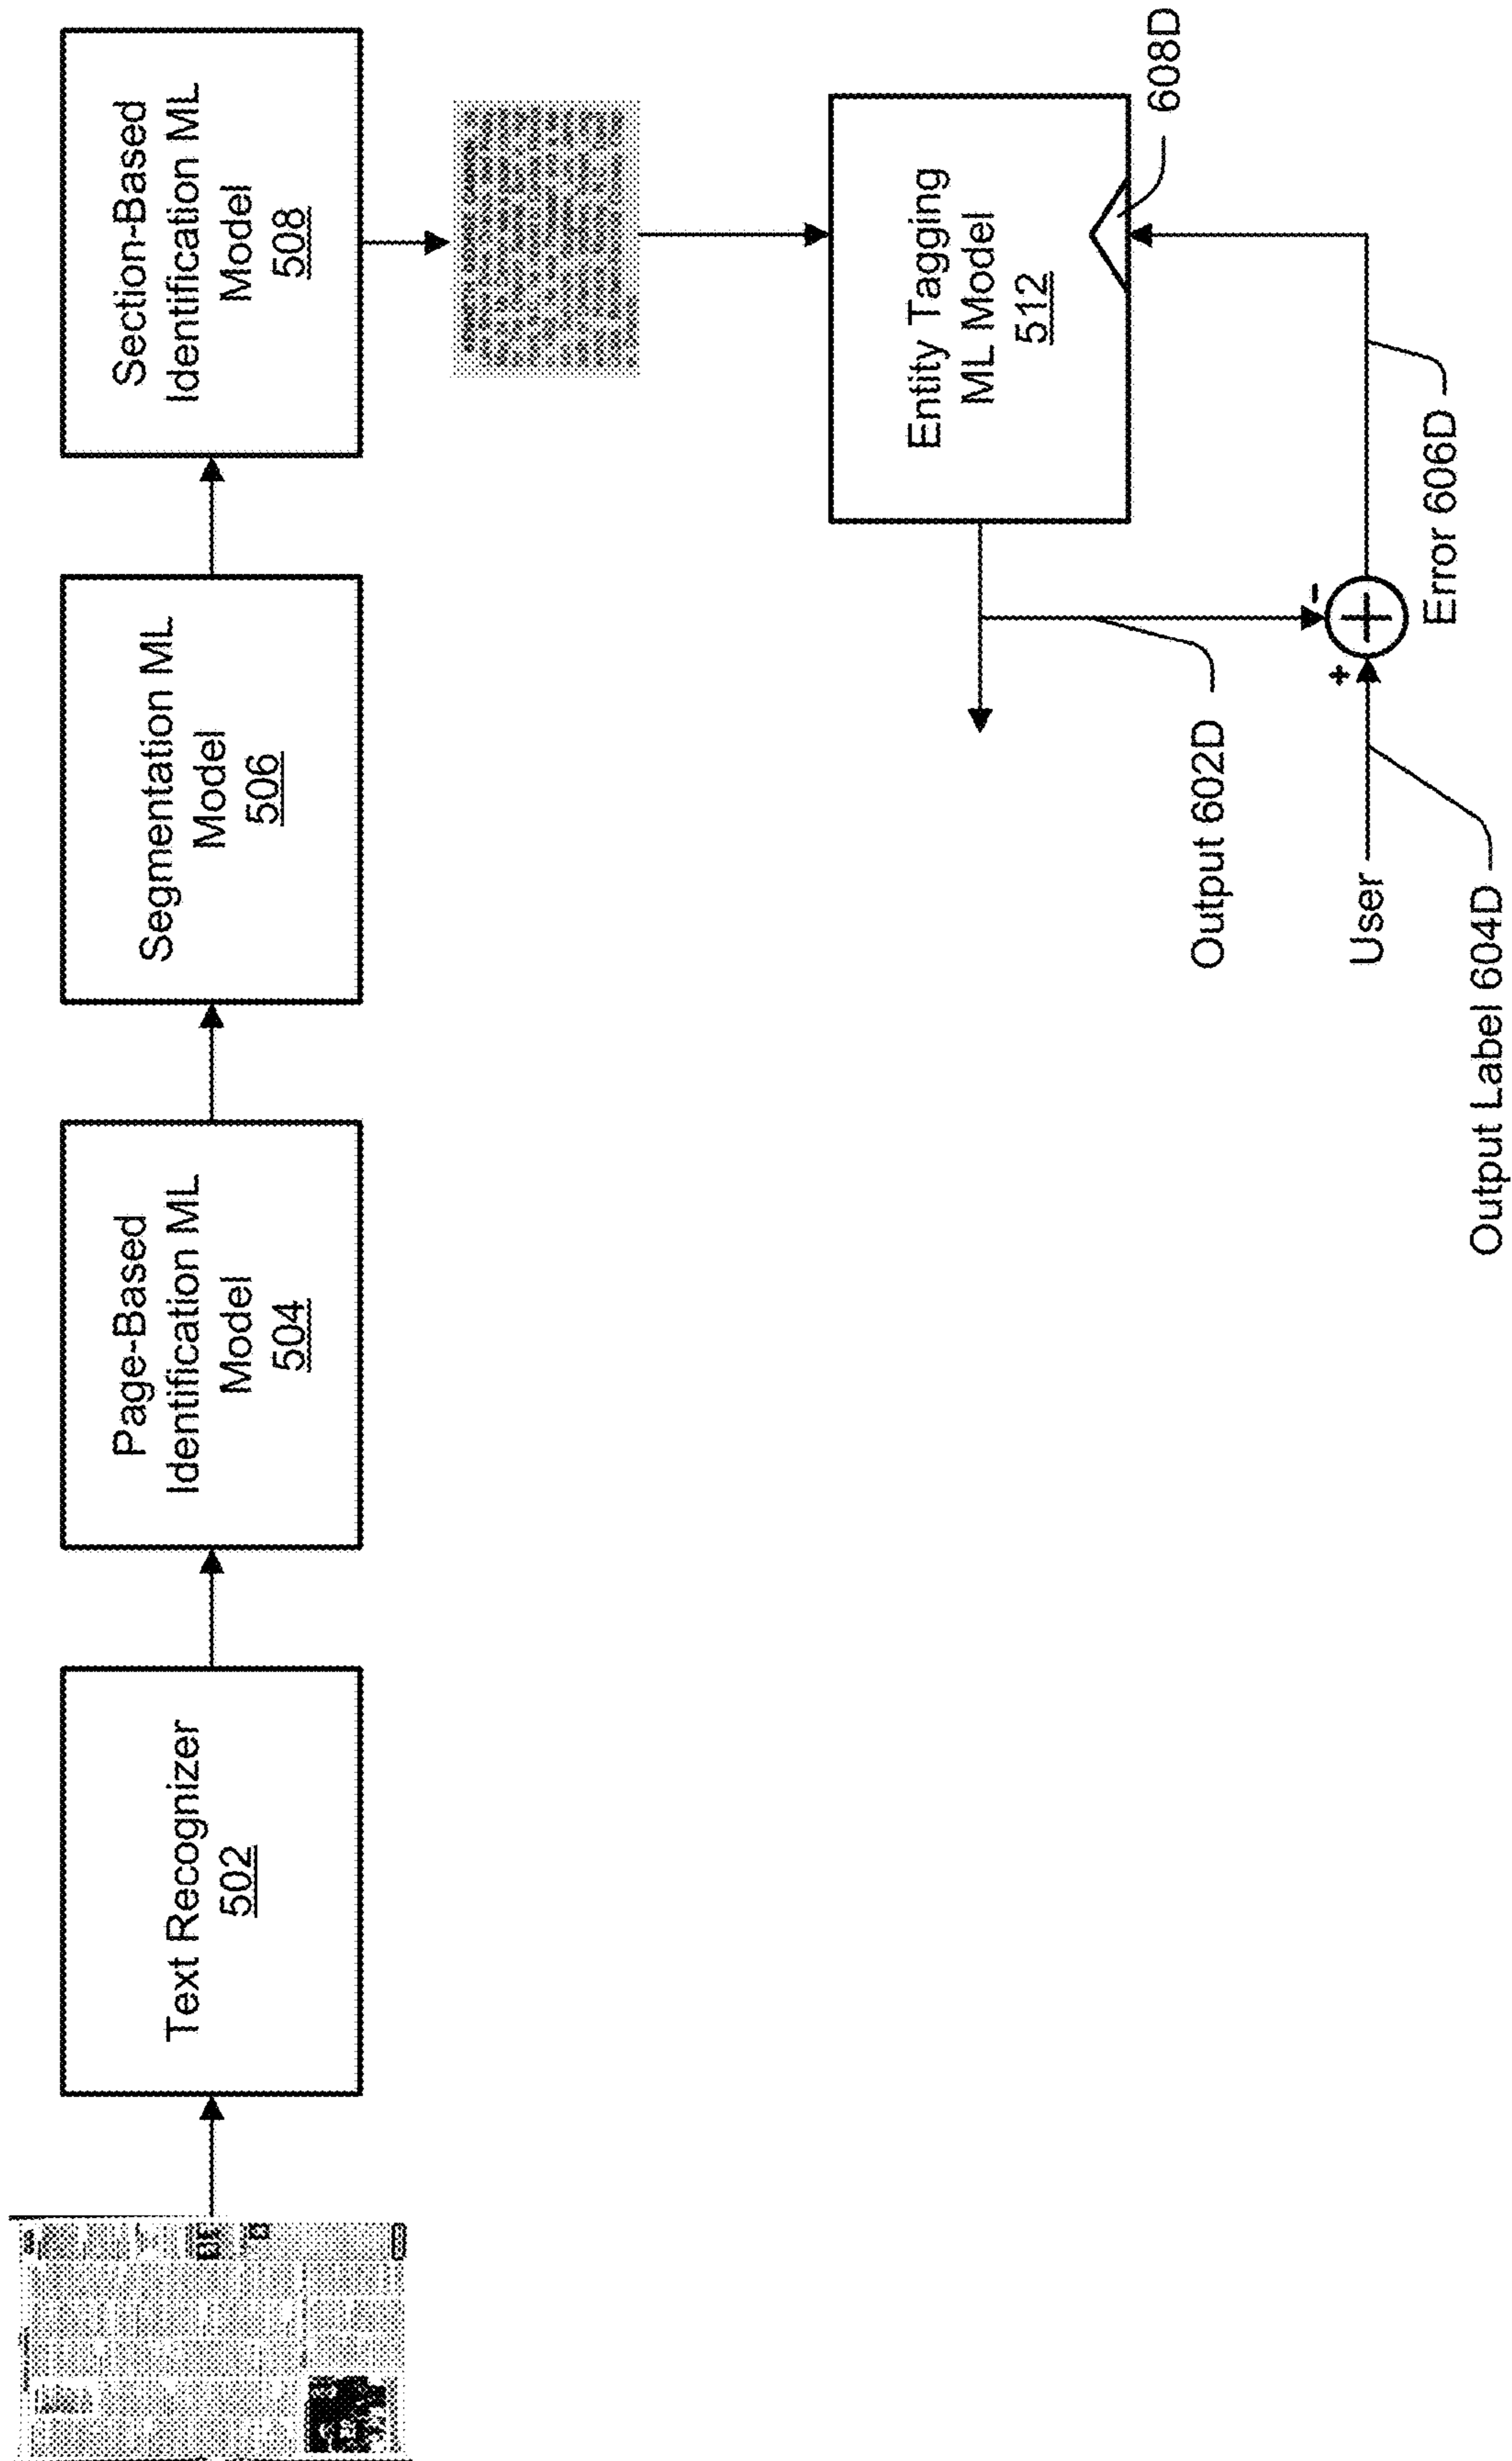 Text Recognizer
502
Page-Based
Identification ML
Model
504
Segmentation ML
Model
506
Section-Based
Identification ML
Model
508
Entity Tagging
ML Model
512
608D
Output 602D
-
+
User
Error 606D
Output Label 604D